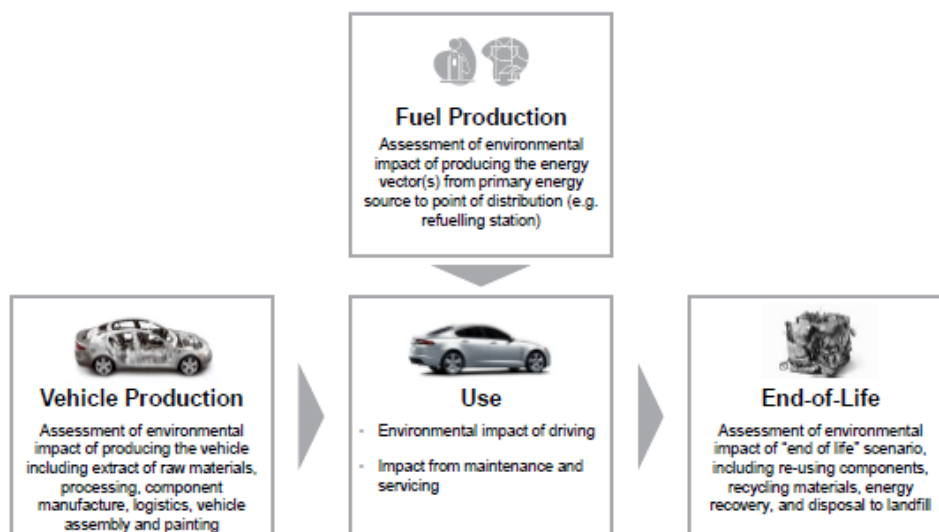 Fuel Production
Assessment of environmental
impact of producing the energy
vector(s) from primary energy
source to point of distribution (e.g.
refuelling station)
Vehicle Production
Assessment of environmental
impact of producing the vehicle
including extract of raw materials,
processing, component
manufacture, logistics, vehicle
assembly and painting
Use
- Environmental impact of driving
- Impact from maintenance and
servicing
End-of-Life
Assessment of environmental
impact of “end of life” scenario,
including re-using components,
recycling materials, energy
recovery, and disposal to landfill